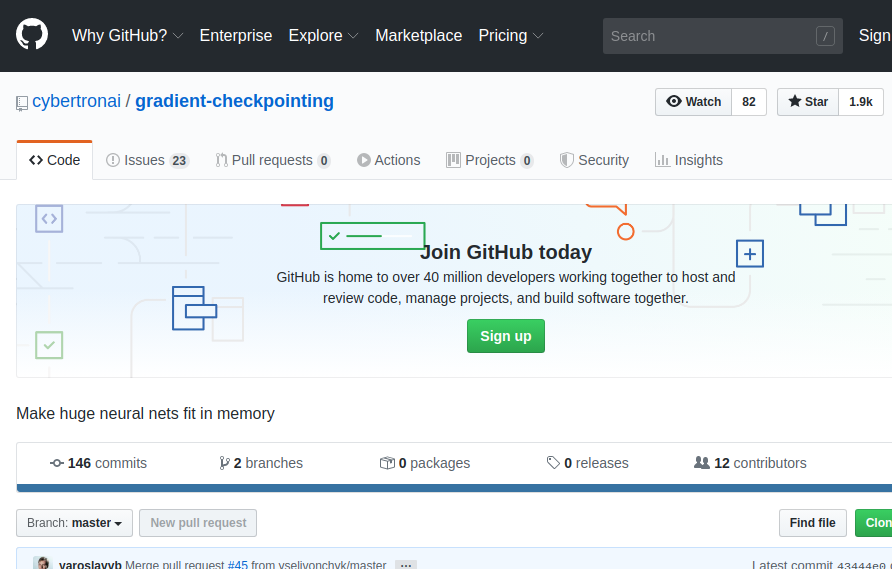 Why GitHub? Enterprise Explore Marketplace Pricing Search / Sign
cybertronai / gradient-checkpointing Watch 82 Star 1.9k
Code Issues 23 Pull requests 0 Actions Projects 0 Security Insights
Join GitHub today
GitHub is home to over 40 million developers working together to host and
review code, manage projects, and build software together.
Sign up
Make huge neural nets fit in memory
146 commits 2 branches 0 packages 0 releases 12 contributors
Branch: master New pull request Find file Clon
yaroslavvb Merge pull request #45 from yselivonchyk/master ... Latest commit 43444e0